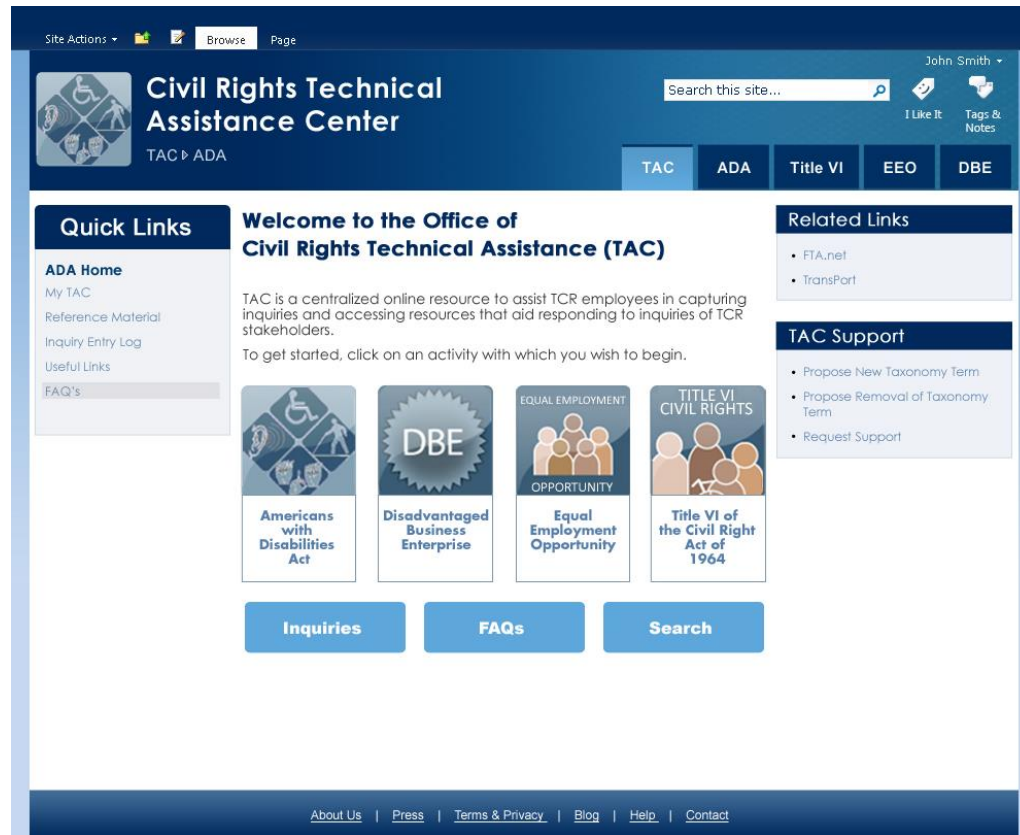 Site Actions
Browse
Page
John Smith
Civil Rights Technical
Assistance Center
TAC ▷ ADA
Search this site...
I Like It
Tags &
Notes
TAC
ADA
Title VI
EEO
DBE
Quick Links
ADA Home
My TAC
Reference Material
Inquiry Entry Log
Useful Links
FAQ's
Welcome to the Office of
Civil Rights Technical Assistance (TAC)
TAC is a centralized online resource to assist TCR employees in capturing
inquiries and accessing resources that aid responding to inquiries of TCR
stakeholders.
To get started, click on an activity with which you wish to begin.
DBE
EQUAL EMPLOYMENT
OPPORTUNITY
TITLE VI
CIVIL RIGHTS
Americans
with
Disabilities
Act
Disadvantaged
Business
Enterprise
Equal
Employment
Opportunity
Title VI of
the Civil Right
Act of
1964
Inquiries
FAQs
Search
Related Links
• FTA.net
• TransPort
TAC Support
• Propose New Taxonomy Term
• Propose Removal of Taxonomy
Term
• Request Support
About Us | Press | Terms & Privacy | Blog | Help | Contact